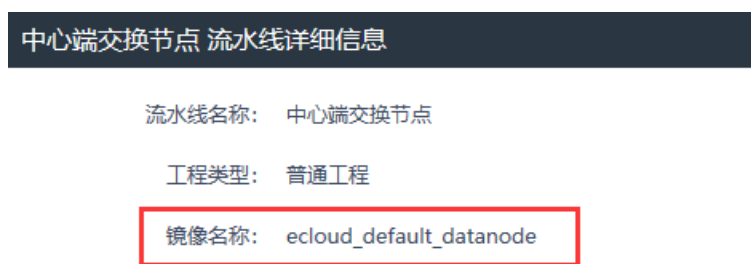 中心端交换节点 流水线详细信息
流水线名称: 中心端交换节点
工程类型: 普通工程
镜像名称: ecloud_default_datanode